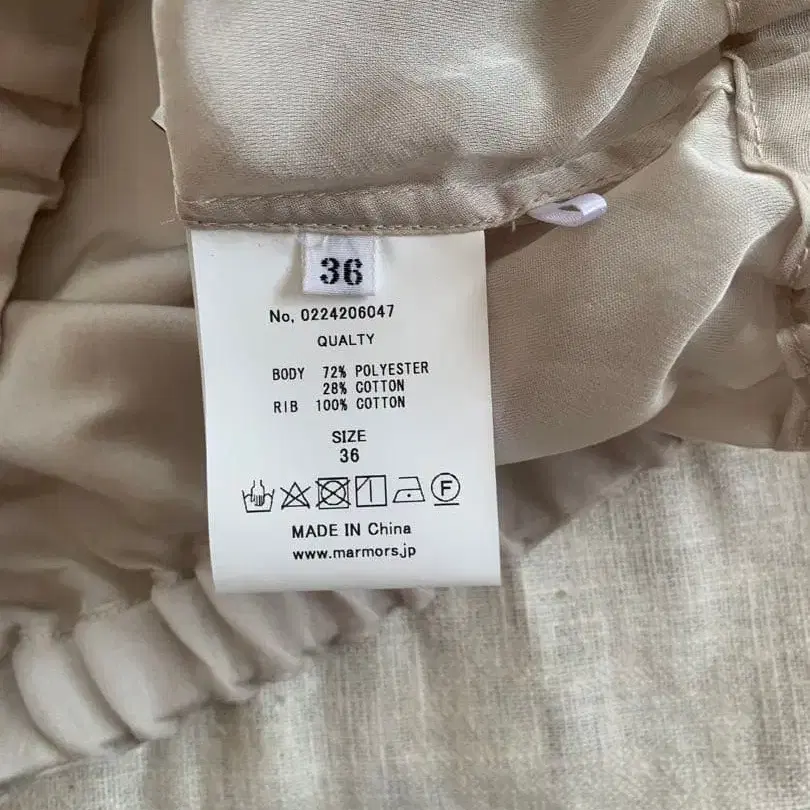 36
No, 0224206047
QUALTY
BODY 72% POLYESTER
28% COTTON
RIB 100% COTTON
SIZE
36
F
MADE IN China
www.marmors.jp